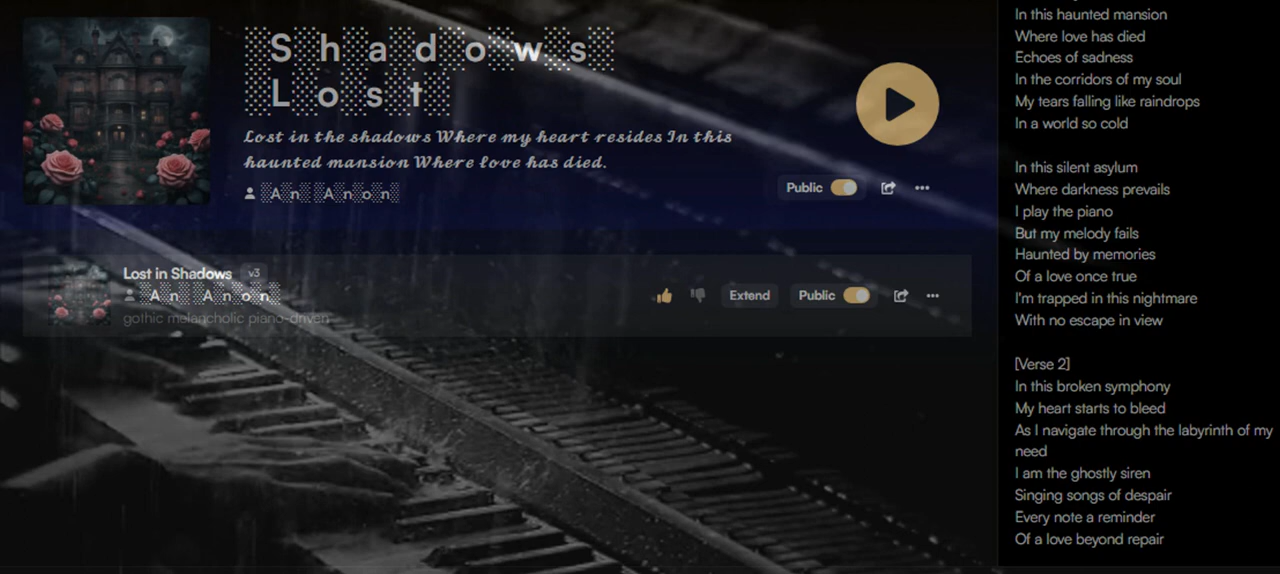 ░S░h░a░d░o░w░s░
░L░o░s░t░
Lost in the shadows Where my heart resides In this
haunted mansion Where love has died.
░A░n░ ░A░n░o░n░
Public
Lost in Shadows v3
░A░n░ ░A░n░o░n░
gothic melancholic piano-driven
Extend
Public
In this haunted mansion
Where love has died
Echoes of sadness
In the corridors of my soul
My tears falling like raindrops
In a world so cold
In this silent asylum
Where darkness prevails
I play the piano
But my melody fails
Haunted by memories
Of a love once true
I'm trapped in this nightmare
With no escape in view
[Verse 2]
In this broken symphony
My heart starts to bleed
As I navigate through the labyrinth of my
need
I am the ghostly siren
Singing songs of despair
Every note a reminder
Of a love beyond repair